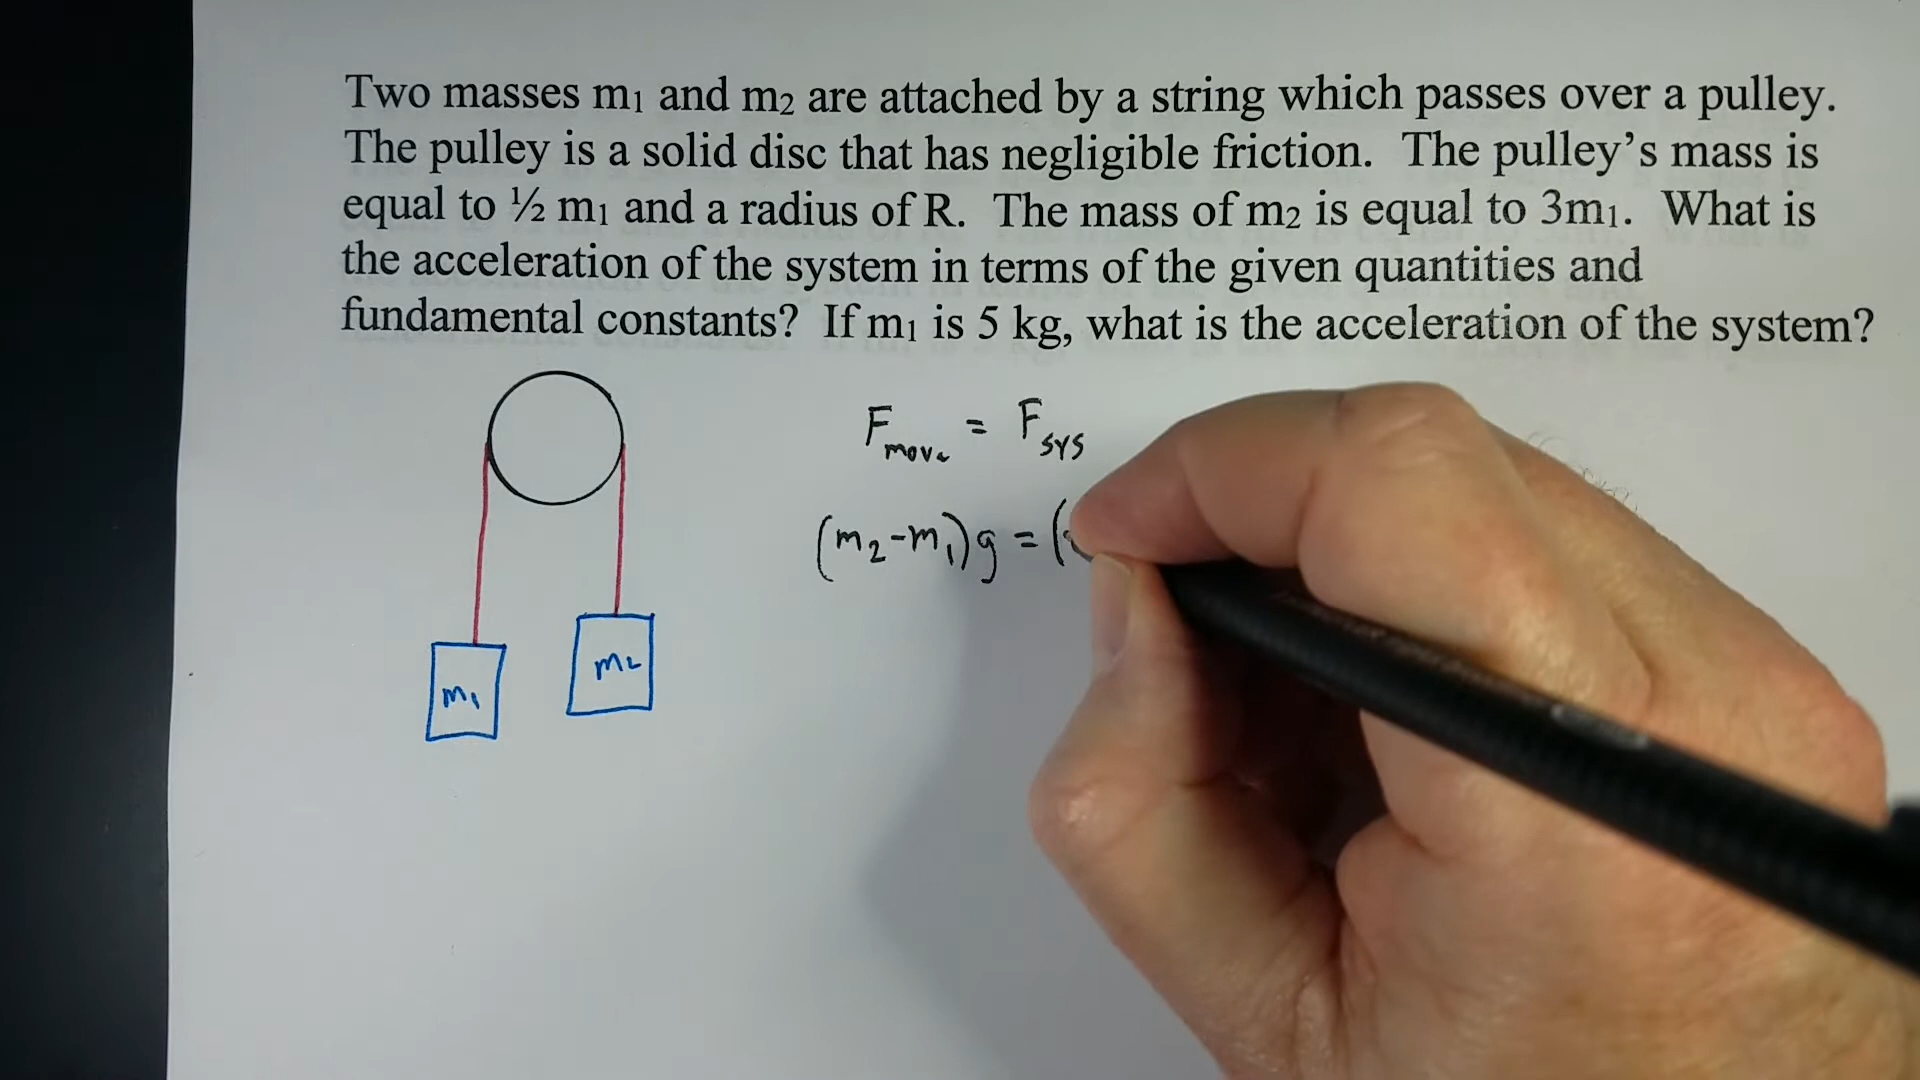 Two masses m₁ and m₂ are attached by a string which passes over a pulley.
The pulley is a solid disc that has negligible friction. The pulley’s mass is
equal to ½ m₁ and a radius of R. The mass of m₂ is equal to 3m₁. What is
the acceleration of the system in terms of the given quantities and
fundamental constants? If m₁ is 5 kg, what is the acceleration of the system?
F move = F sys
(m₂-m₁)g = (
m₁
m₂